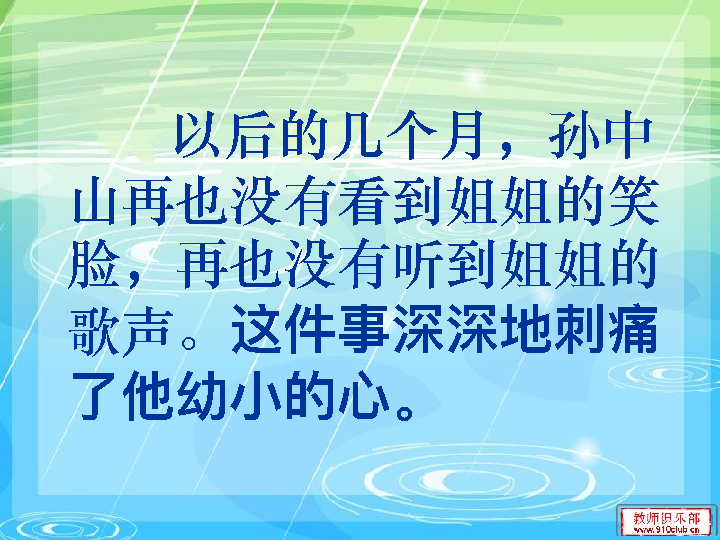 以后的几个月，孙中
山再也没有看到姐姐的笑
脸，再也没有听到姐姐的
歌声。这件事深深地刺痛
了他幼小的心。
教师俱乐部
www.910club.cn